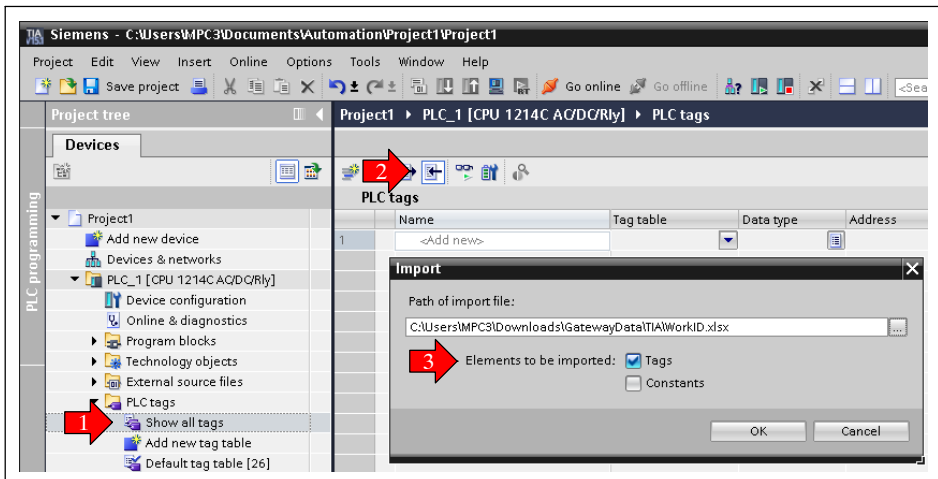 Siemens - C:\Users\MPC3\Documents\Automation\Project1\Project1
Project Edit View Insert Online Options Tools Window Help
Save project Go online Go offline <Sea
Project tree
Project1 PLC_1 [CPU 1214C AC/DC/Rly] PLC tags
Devices
2
PLC tags
PLC programming
Name Tag table Data type Address
Project1
1 <Add new>
Add new device
Devices & networks
PLC_1 [CPU 1214C AC/DC/Rly]
Device configuration
Online & diagnostics
Program blocks
Technology objects
External source files
PLC tags
1 Show all tags
Add new tag table
Default tag table [26]
Import
Path of import file:
C:\Users\MPC3\Downloads\GatewayData\TIA\WorkID.xlsx ...
3 Elements to be imported: Tags
Constants
OK Cancel